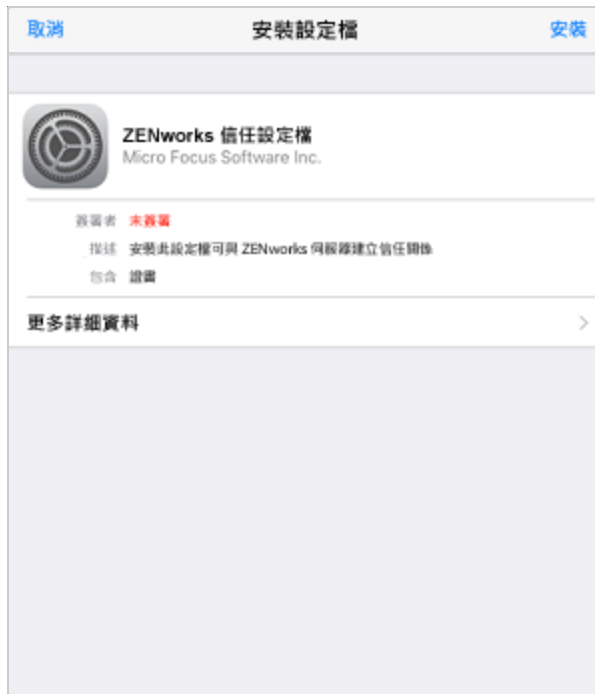 取消 安裝設定檔 安裝
ZENworks 信任設定檔
Micro Focus Software Inc.
簽署者 未簽署
描述 安裝此設定檔可與 ZENworks 伺服器建立信任關係
包含 證書
更多詳細資料